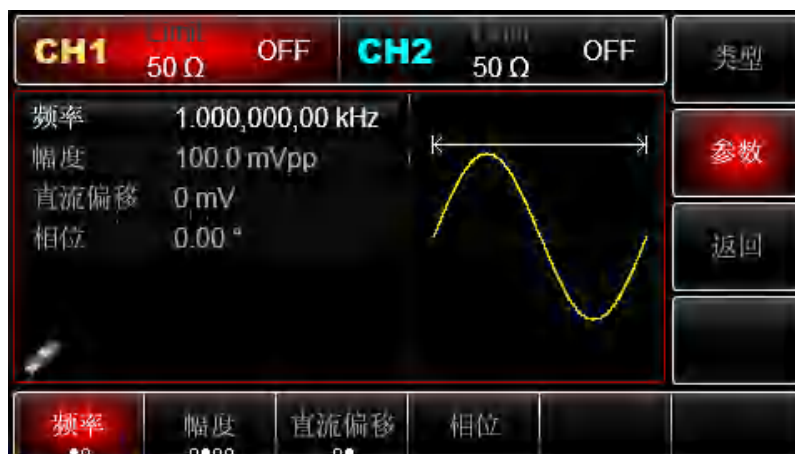 CH1 Limit 50 Ω OFF CH2 Limit 50 Ω OFF
类型
频率 1.000,000,00 kHz
幅度 100.0 mVpp
直流偏移 0 mV
相位 0.00 °
参数
返回
频率 幅度 直流偏移 相位